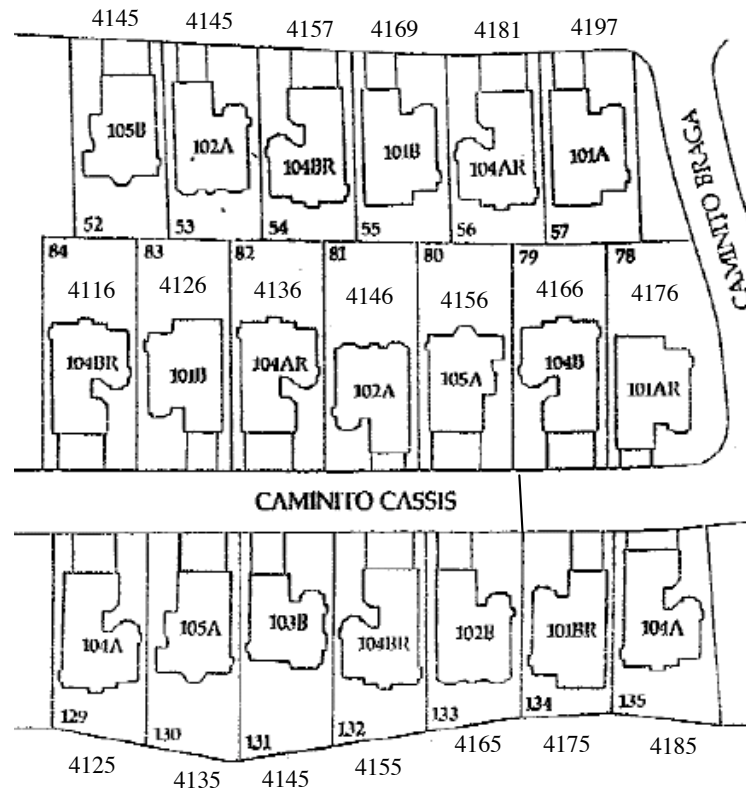 4145 4145 4157 4169 4181 4197
105B 102A 104BR 101B 104AR 101A
CAMINITO BRAGA
52 53 54 55 56 57
84 83 82 81 80 79 78
4116 4126 4136 4146 4156 4166 4176
104BR 101B 104AR 102A 105A 104B 101AR
CAMINITO CASSIS
104A 105A 103B 104BR 102B 101BR 104A
129 130 131 132 133 134 135
4125 4135 4145 4155 4165 4175 4185